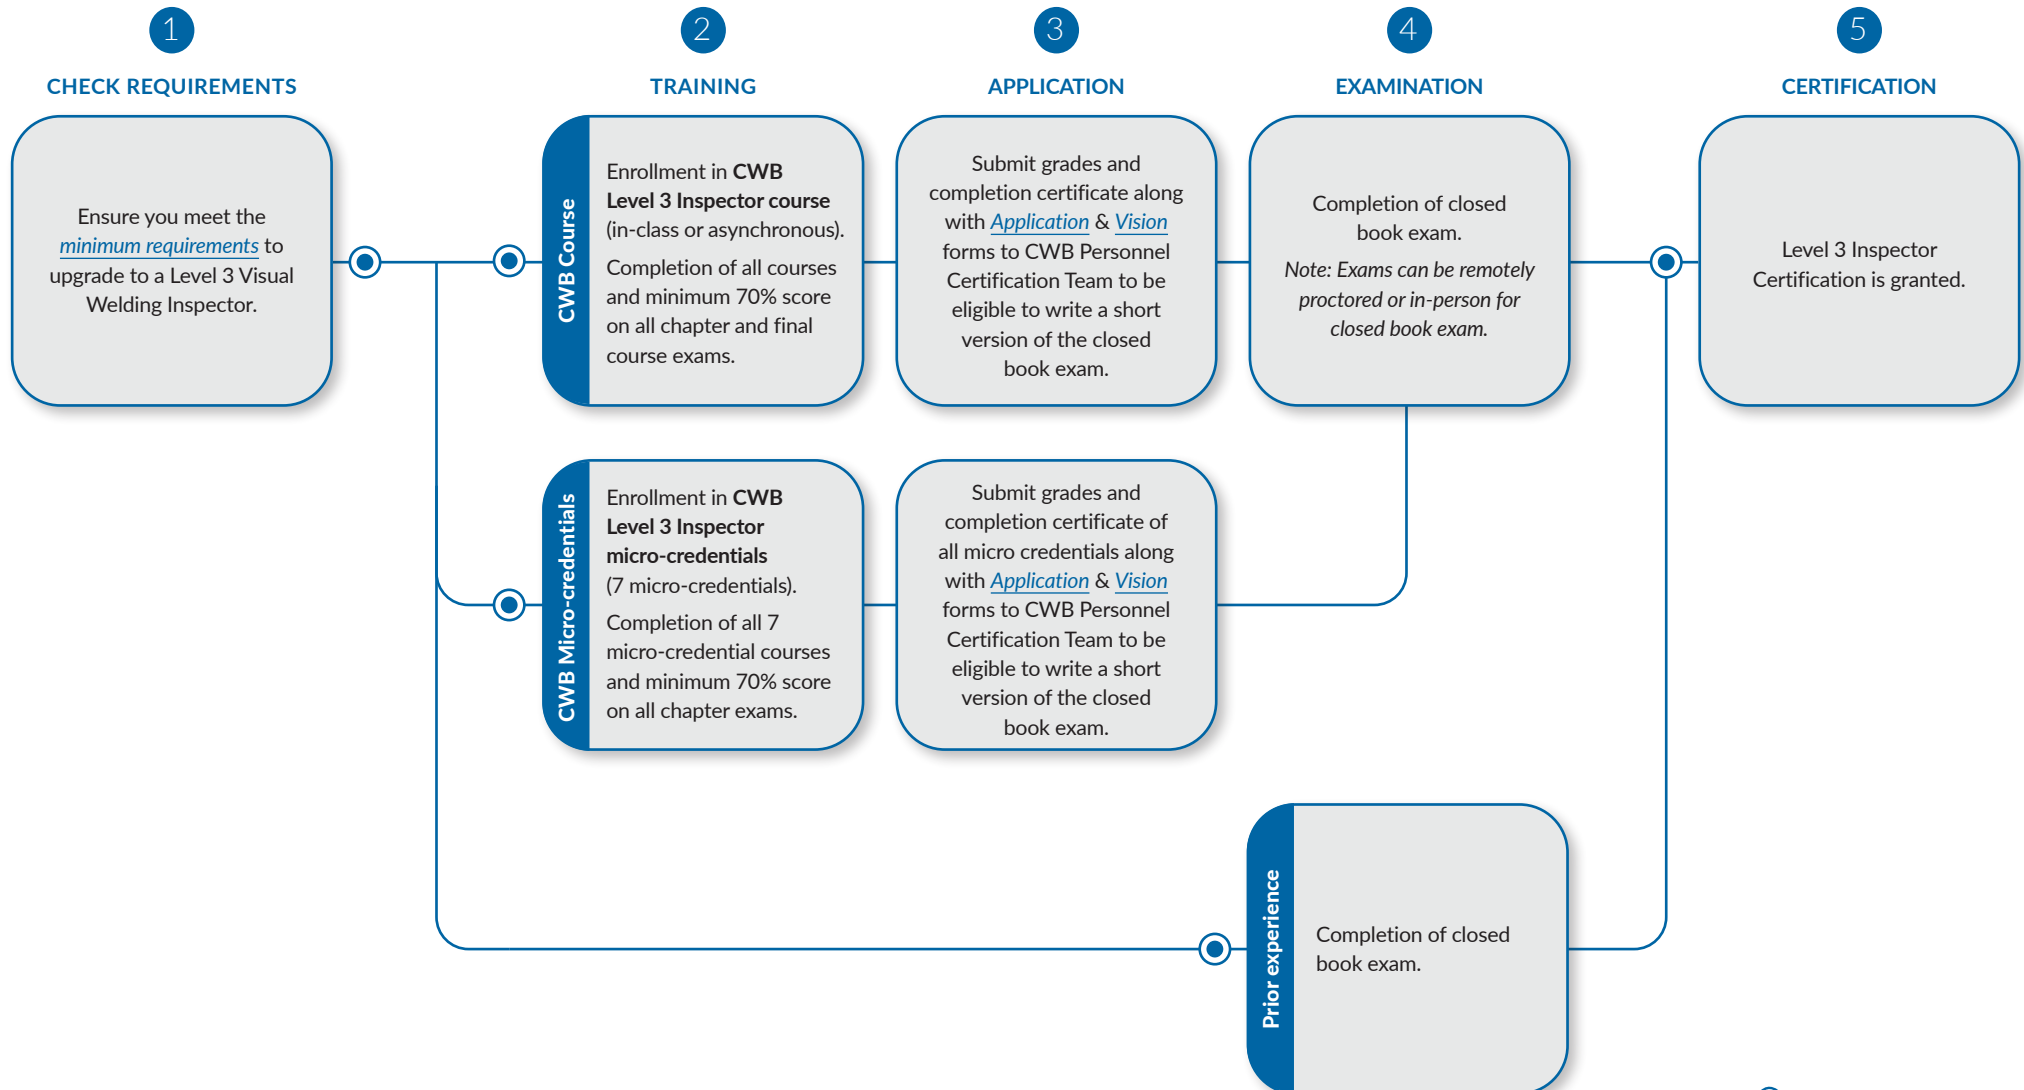 1
CHECK REQUIREMENTS
Ensure you meet the
minimum requirements to
upgrade to a Level 3 Visual
Welding Inspector.
2
TRAINING
CWB Course
Enrollment in CWB
Level 3 Inspector course
(in-class or asynchronous).
Completion of all courses
and minimum 70% score
on all chapter and final
course exams.
3
APPLICATION
Submit grades and
completion certificate along
with Application & Vision
forms to CWB Personnel
Certification Team to be
eligible to write a short
version of the closed
book exam.
4
EXAMINATION
Completion of closed
book exam.
Note: Exams can be remotely
proctored or in-person for
closed book exam.
5
CERTIFICATION
Level 3 Inspector
Certification is granted.
CWB Micro-credentials
Enrollment in CWB
Level 3 Inspector
micro-credentials
(7 micro-credentials).
Completion of all 7
micro-credential courses
and minimum 70% score
on all chapter exams.
Submit grades and
completion certificate of
all micro credentials along
with Application & Vision
forms to CWB Personnel
Certification Team to be
eligible to write a short
version of the closed
book exam.
Prior experience
Completion of closed
book exam.